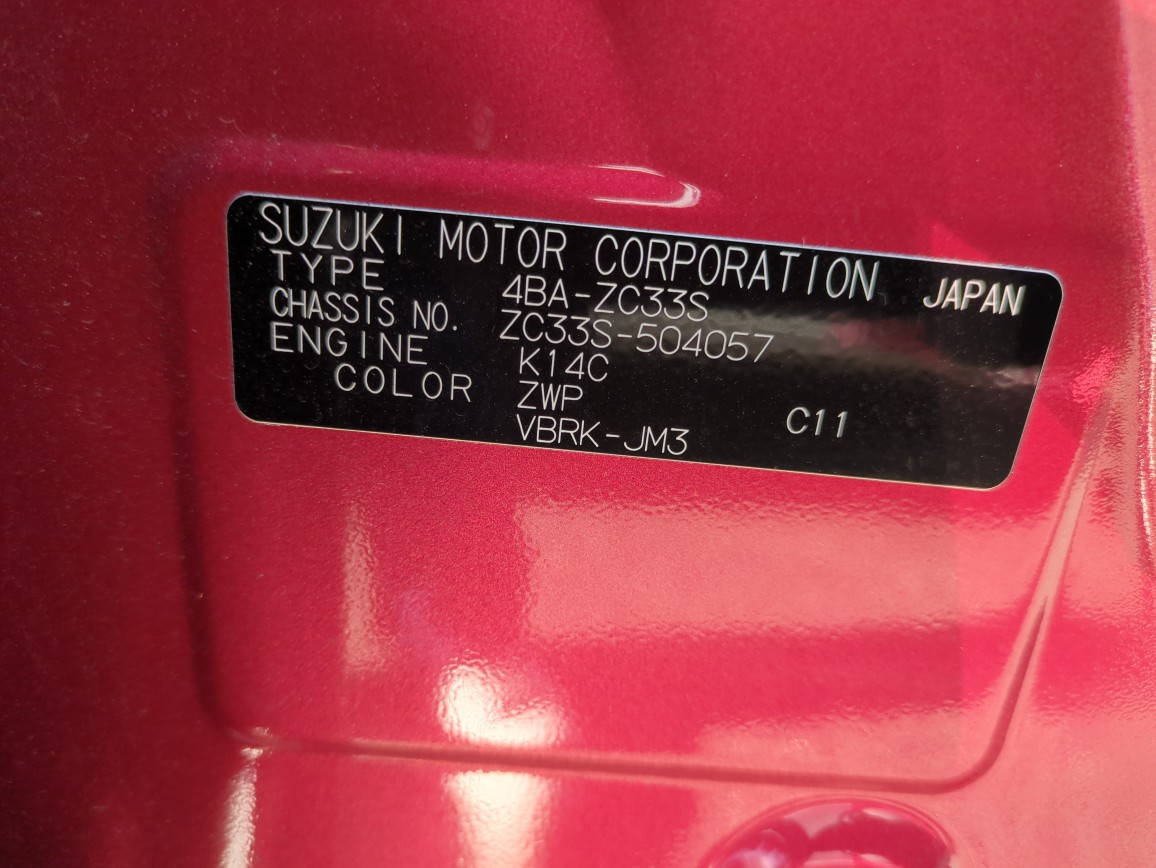 SUZUKI MOTOR CORPORATION JAPAN
TYPE 4BA-ZC33S
CHASSIS NO. ZC33S-504057
ENGINE K14C
COLOR ZWP C11
VBRK-JM3